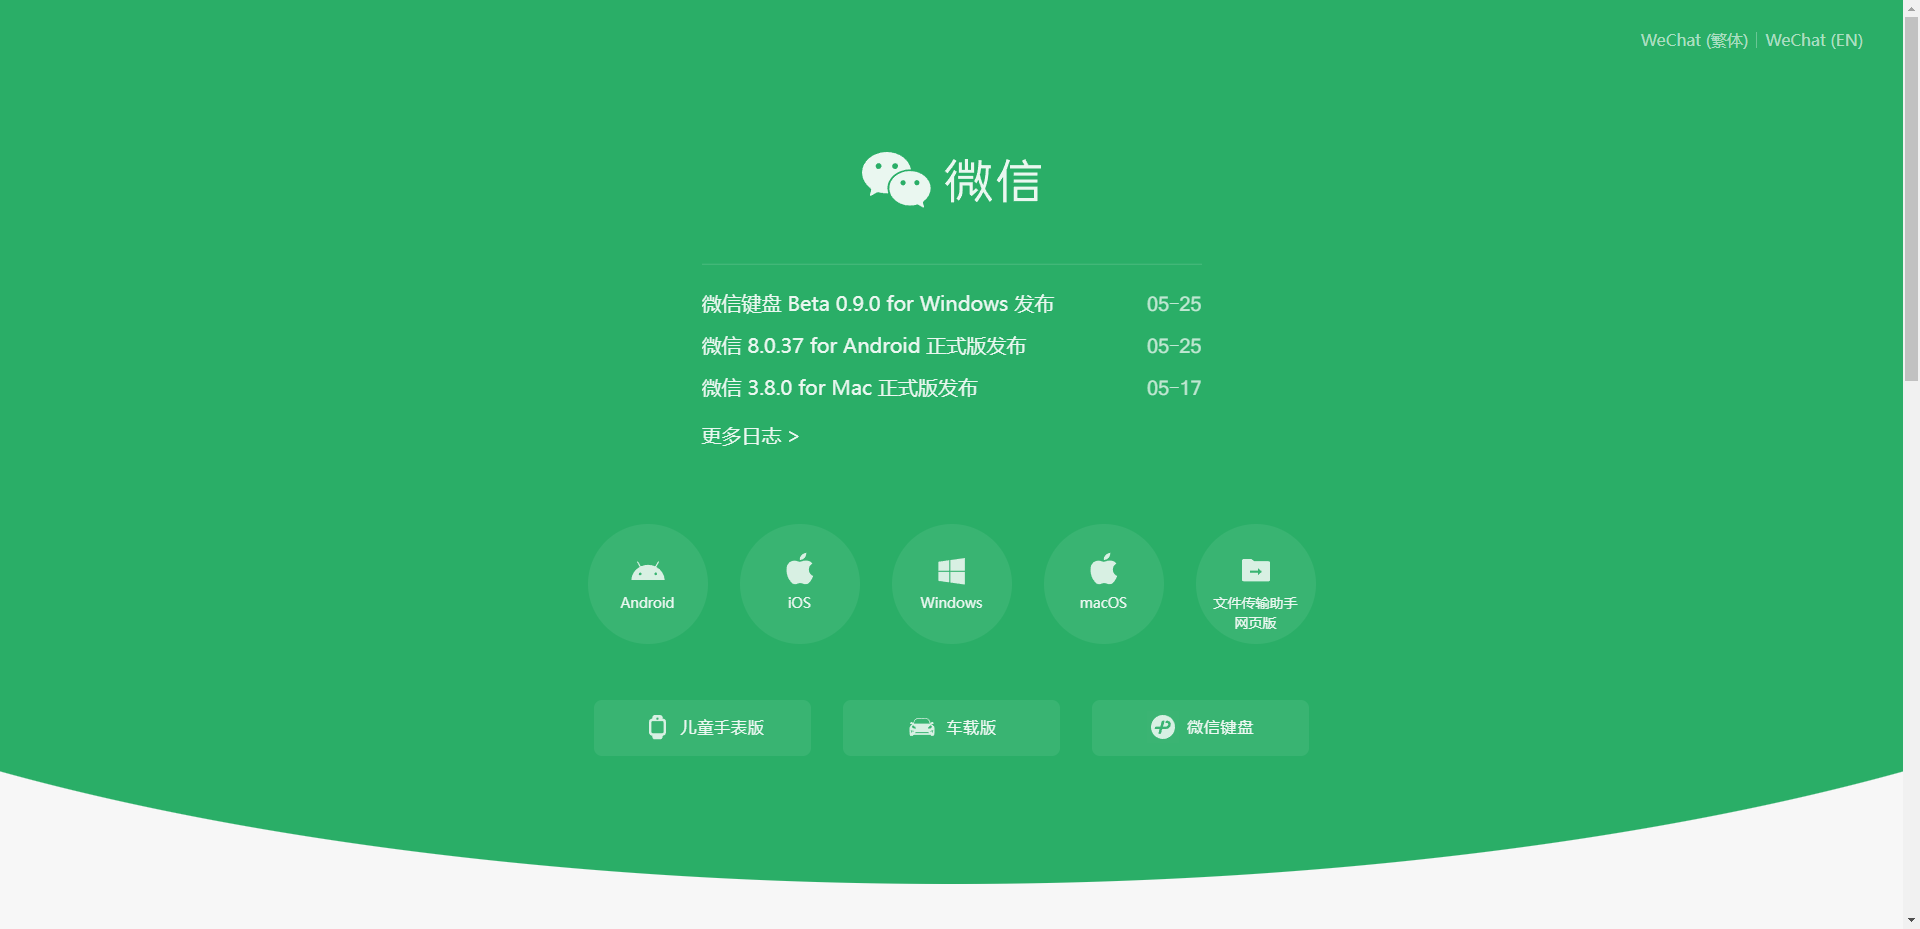 WeChat (繁体) | WeChat (EN)
微信
微信键盘 Beta 0.9.0 for Windows 发布 05-25
微信 8.0.37 for Android 正式版发布 05-25
微信 3.8.0 for Mac 正式版发布 05-17
更多日志 >
Android
iOS
Windows
macOS
文件传输助手
网页版
儿童手表版
车载版
微信键盘